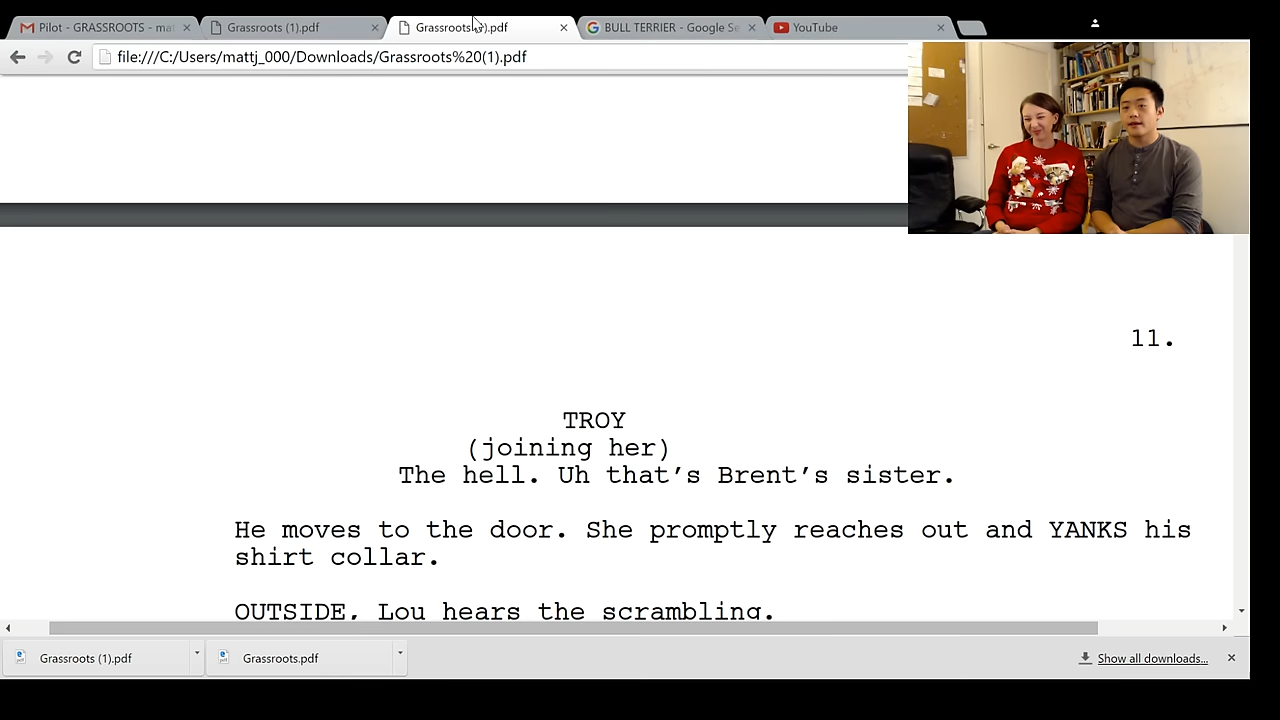 Pilot - GRASSROOTS - ma
Grassroots (1).pdf
Grassroots
).pdf
BULL TERRIER - Google Se
YouTube
file:///C:/Users/mattj_000/Downloads/Grassroots%20(1).pdf
11.
TROY
(joining her)
The hell. Uh that's Brent's sister.
He moves to the door. She promptly reaches out and YANKS his
shirt collar.
OUTSIDE, Lou hears the scrambling.
Grassroots (1).pdf
Grassroots.pdf
Show all downloads...